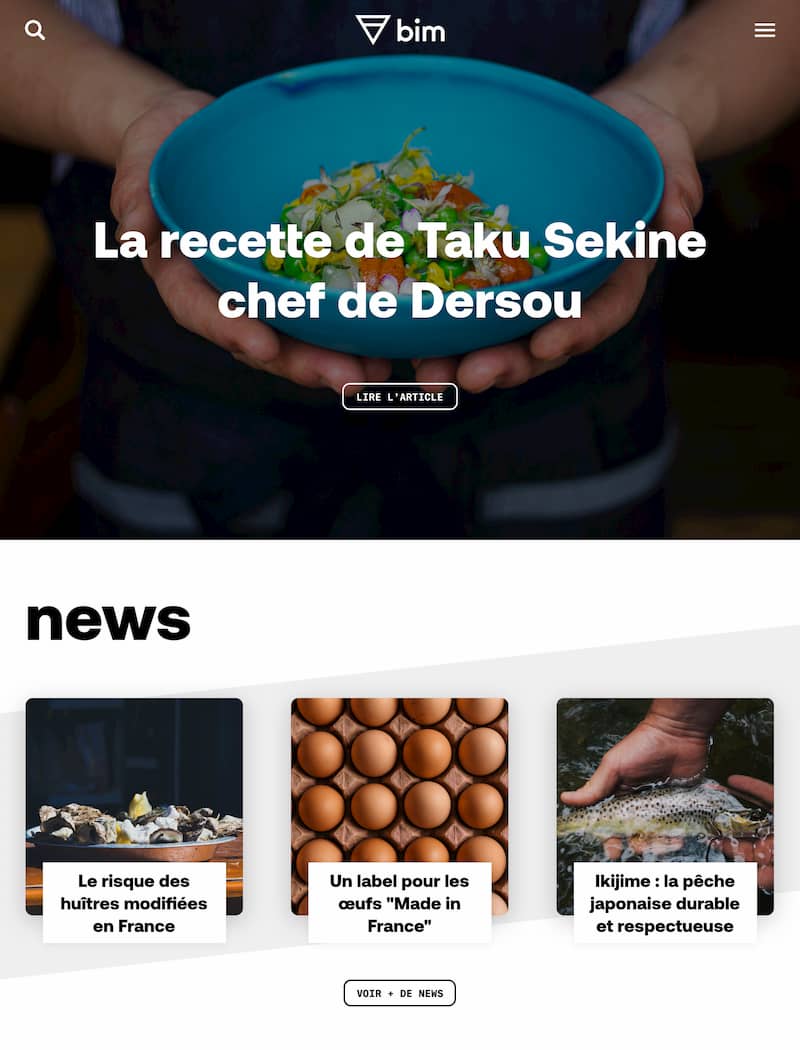 bim
La recette de Taku Sekine
chef de Dersou
LIRE L'ARTICLE
news
Le risque des
huîtres modifiées
en France
Un label pour les
œufs "Made in
France"
Ikijime : la pêche
japonaise durable
et respectueuse
VOIR + DE NEWS